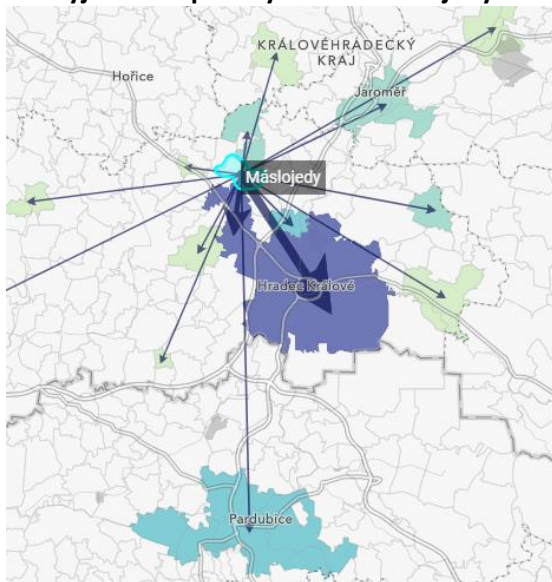 KRÁLOVÉHRADECKÝ
KRAJ
Hořice
Jaroměř
Máslojedy
Hradec Králové
Pardubice